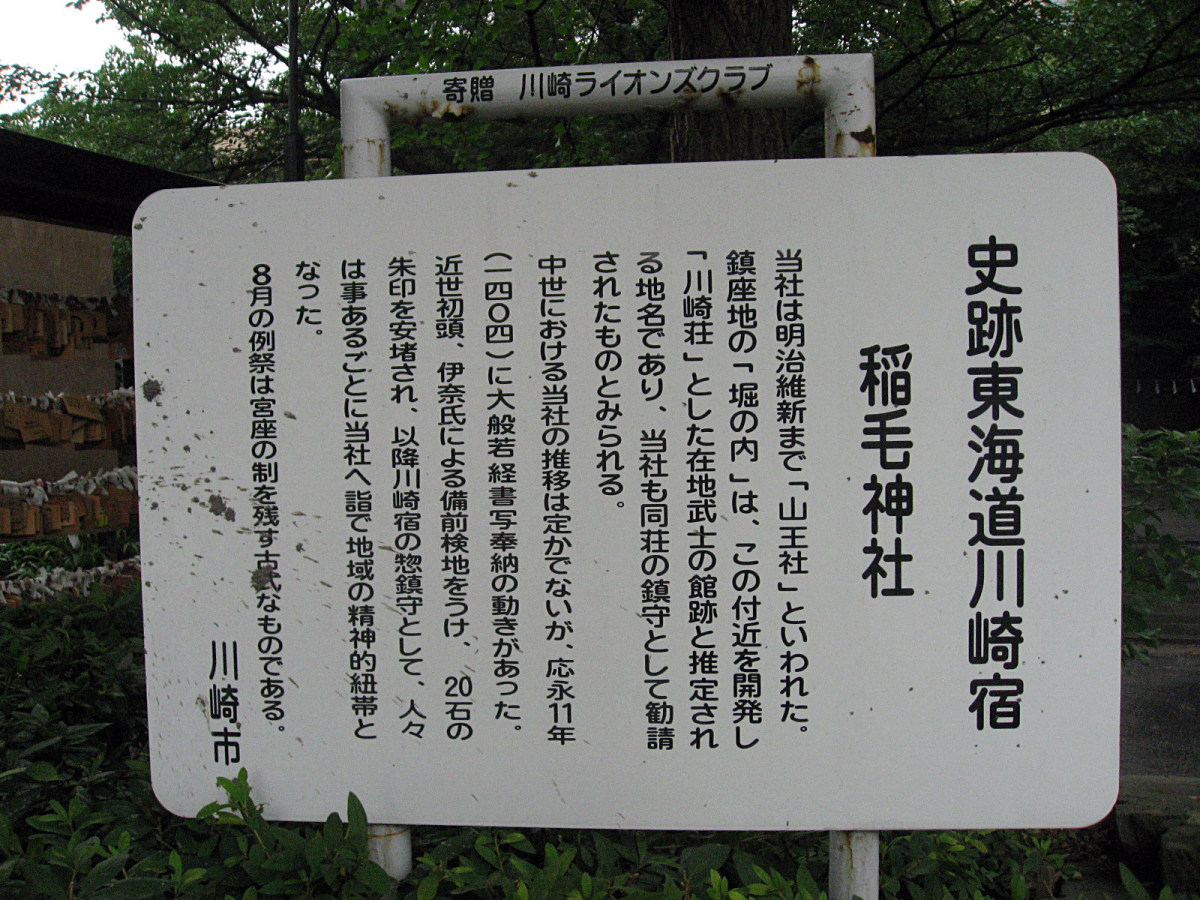 寄贈 川崎ライオンズクラブ
史跡東海道川崎宿
稲毛神社
当社は明治維新まで「山王社」といわれた。
鎮座地の「堀の内」は、この付近を開発し
「川崎荘」とした在地武士の館跡と推定され
る地名であり、当社も同荘の鎮守として勧請
されたものとみられる。
中世における当社の推移は定かでないが、応永11年
(一四〇四)に大般若経書写奉納の動きがあった。
近世初頭、伊奈氏による備前検地をうけ、20石の
朱印を安堵され、以降川崎宿の惣鎮守として、人々
は事あるごとに当社へ詣で地域の精神的紐帯と
なった。
8月の例祭は宮座の制を残す古式なものである。
川崎市